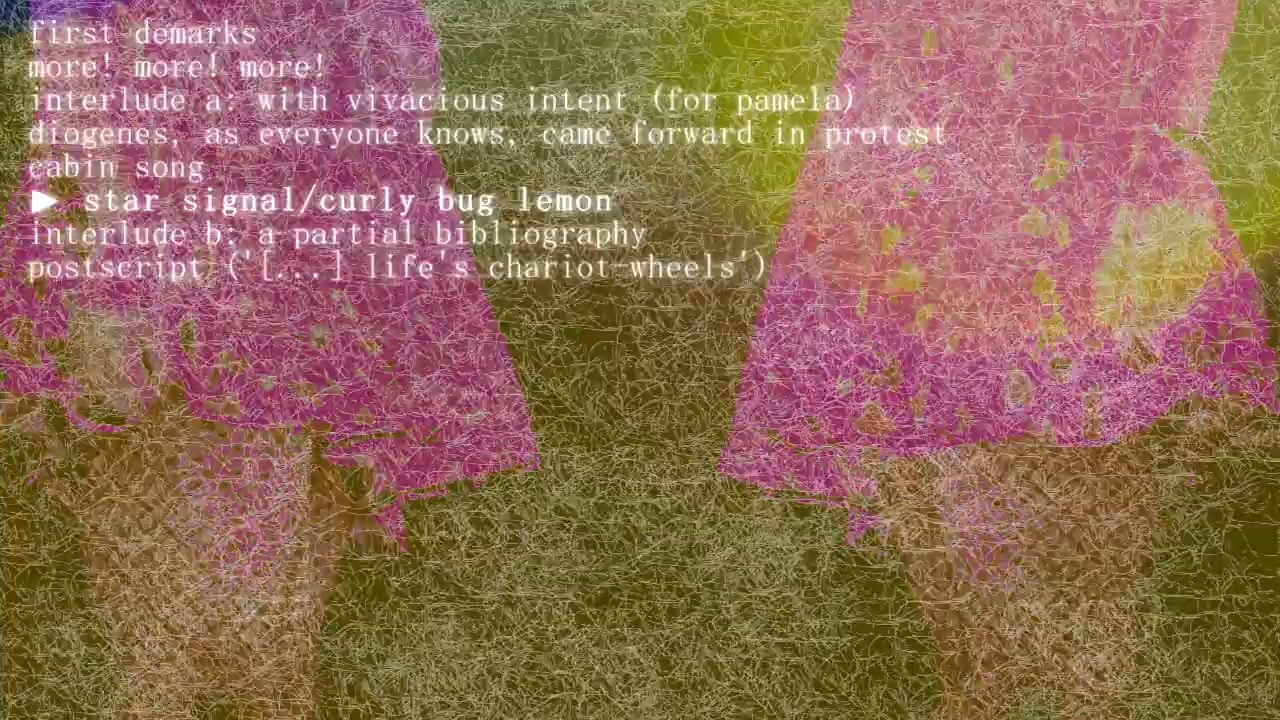 first demarks
more! more! more!
interlude a: with vivacious intent (for pamela)
diogenes, as everyone knows, came forward in protest
cabin song
▶ star signal/curly bug lemon
interlude b: a partial bibliography
postscript ('[...] life's chariot-wheels')